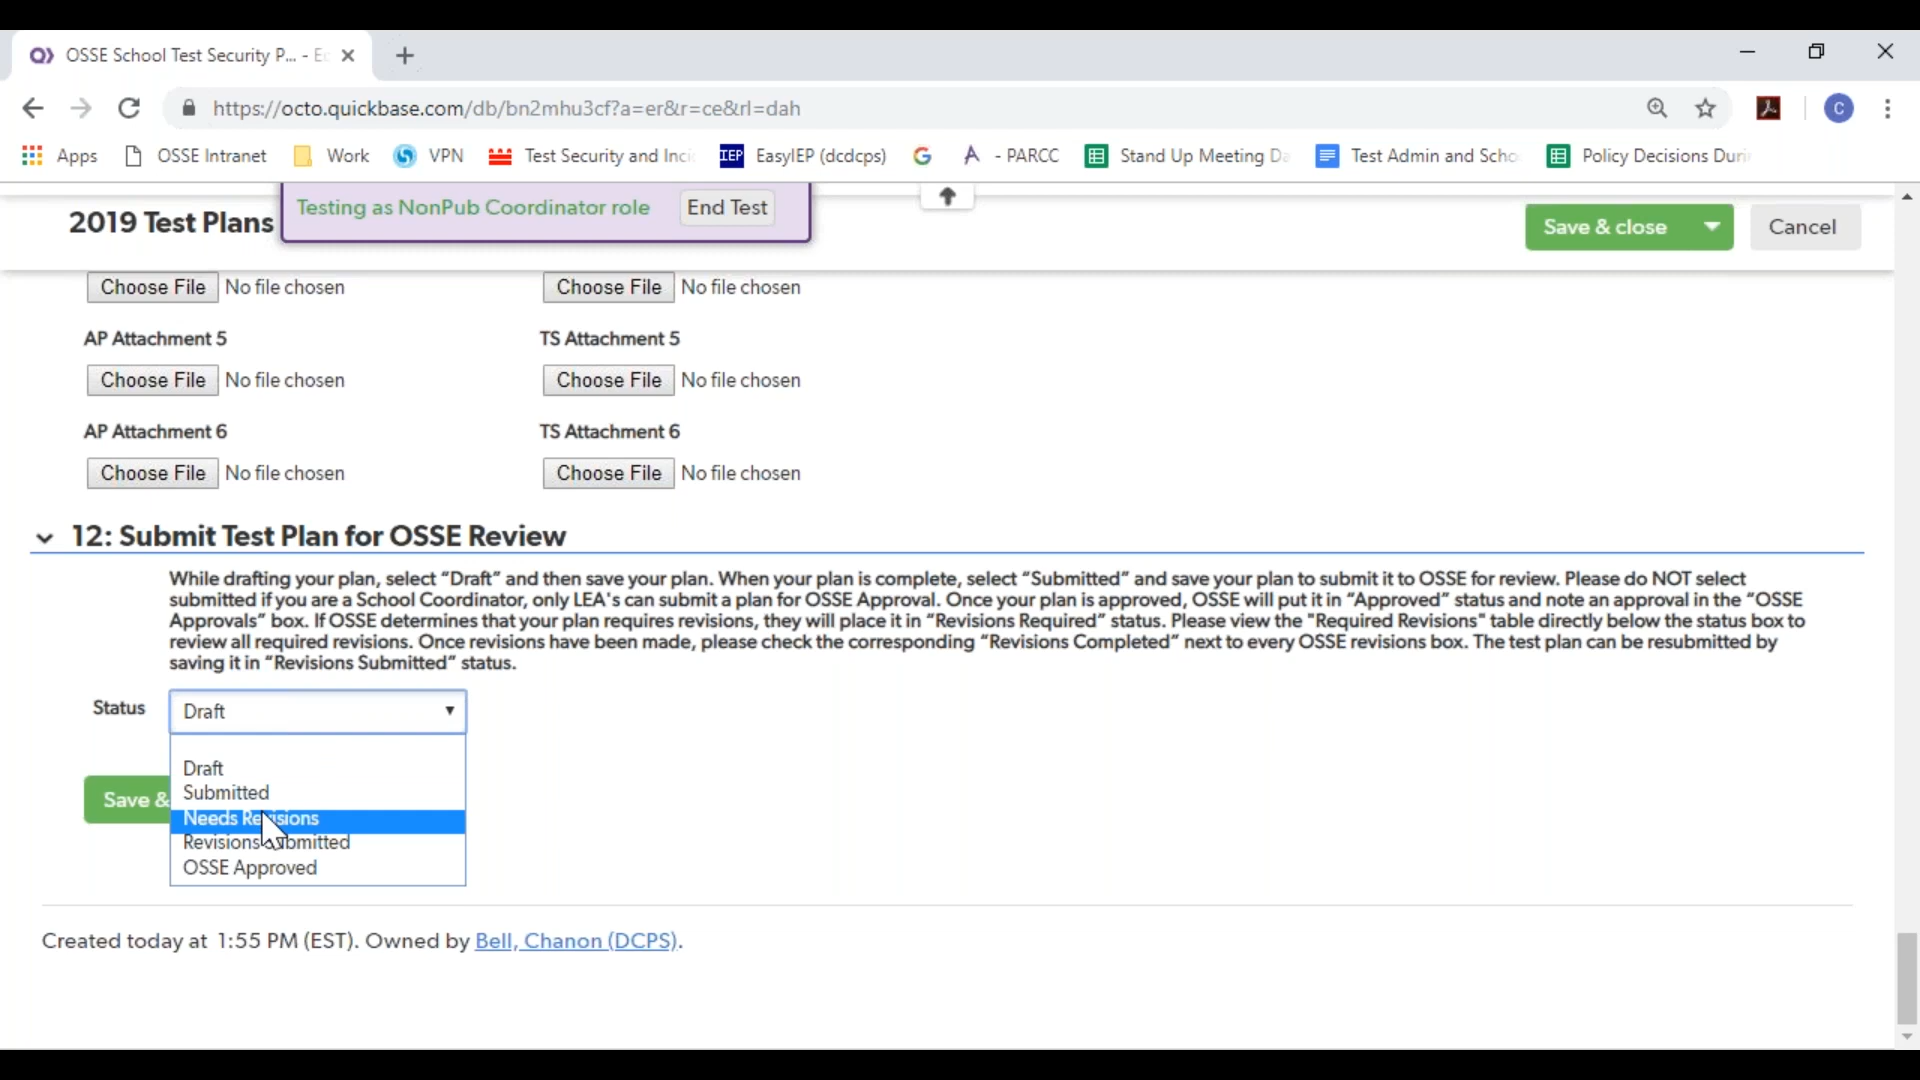 OSSE School Test Security P... - E
https://octo.quickbase.com/db/bn2mhu3cf?a=er&r=ce&rl=dah
Apps OSSE Intranet Work VPN Test Security and Inci IEP EasyIEP (dcdcps) G A - PARCC Stand Up Meeting Da Test Admin and Scho Policy Decisions Duri
C
2019 Test Plans
Testing as NonPub Coordinator role End Test
Save & close Cancel
Choose File No file chosen Choose File No file chosen
AP Attachment 5 TS Attachment 5
Choose File No file chosen Choose File No file chosen
AP Attachment 6 TS Attachment 6
Choose File No file chosen Choose File No file chosen
12: Submit Test Plan for OSSE Review
While drafting your plan, select “Draft” and then save your plan. When your plan is complete, select “Submitted” and save your plan to submit it to OSSE for review. Please do NOT select
submitted if you are a School Coordinator, only LEA's can submit a plan for OSSE Approval. Once your plan is approved, OSSE will put it in “Approved” status and note an approval in the “OSSE
Approvals” box. If OSSE determines that your plan requires revisions, they will place it in “Revisions Required” status. Please view the "Required Revisions" table directly below the status box to
review all required revisions. Once revisions have been made, please check the corresponding “Revisions Completed” next to every OSSE revisions box. The test plan can be resubmitted by
saving it in “Revisions Submitted” status.
Status Draft
Draft
Submitted
Save & Needs Revisions
Revisions Submitted
OSSE Approved
Created today at 1:55 PM (EST). Owned by Bell, Chanon (DCPS).